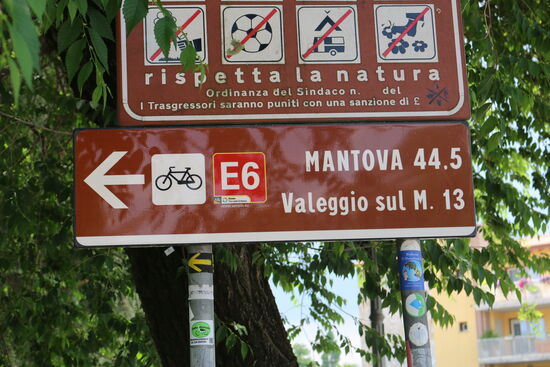 rispetta la natura
Ordinanza del Sindaco n. del
I Trasgressori saranno puniti con una sanzione di £
E6
MANTOVA 44.5
Valeggio sul M. 13